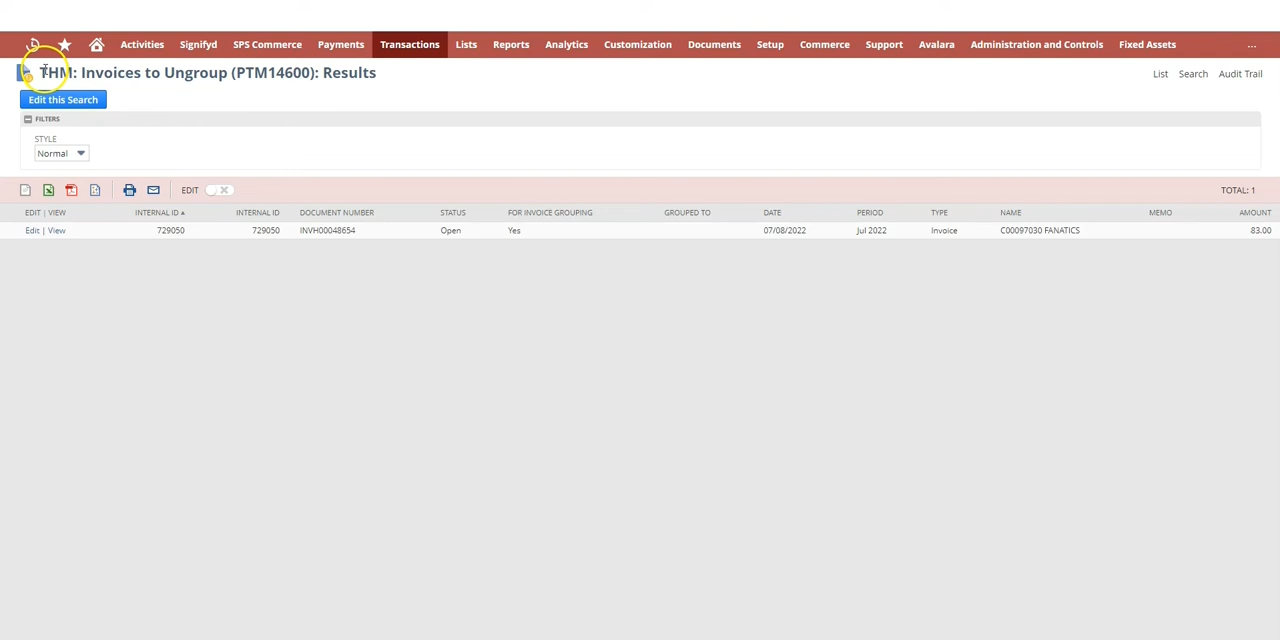 Activities Signifyd SPS Commerce Payments Transactions Lists Reports Analytics Customization Documents Setup Commerce Support Avalara Administration and Controls Fixed Assets ...
THM: Invoices to Ungroup (PTM14600): Results List Search Audit Trail
Edit this Search
FILTERS
STYLE
Normal
EDIT TOTAL: 1
EDIT | VIEW INTERNAL ID INTERNAL ID DOCUMENT NUMBER STATUS FOR INVOICE GROUPING GROUPED TO DATE PERIOD TYPE NAME MEMO AMOUNT
Edit | View 729050 729050 INVH00048654 Open Yes 07/08/2022 Jul 2022 Invoice C00097030 FANATICS 83.00